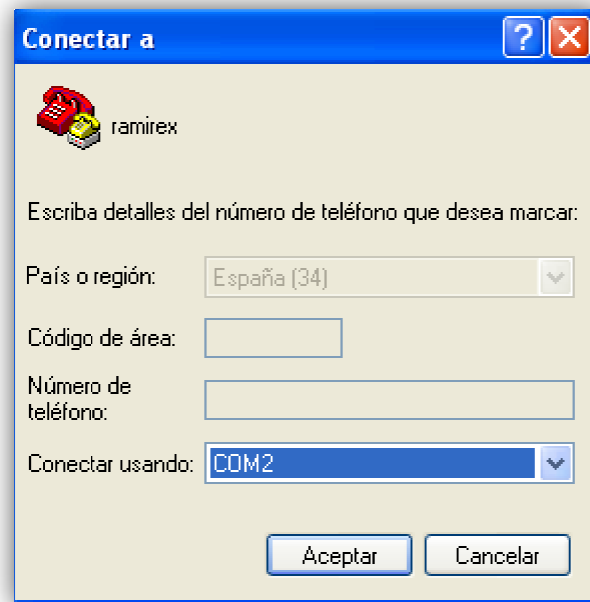 Conectar a
ramirex
Escriba detalles del número de teléfono que desea marcar:
País o región: España (34)
Código de área:
Número de
teléfono:
Conectar usando: COM2
Aceptar Cancelar